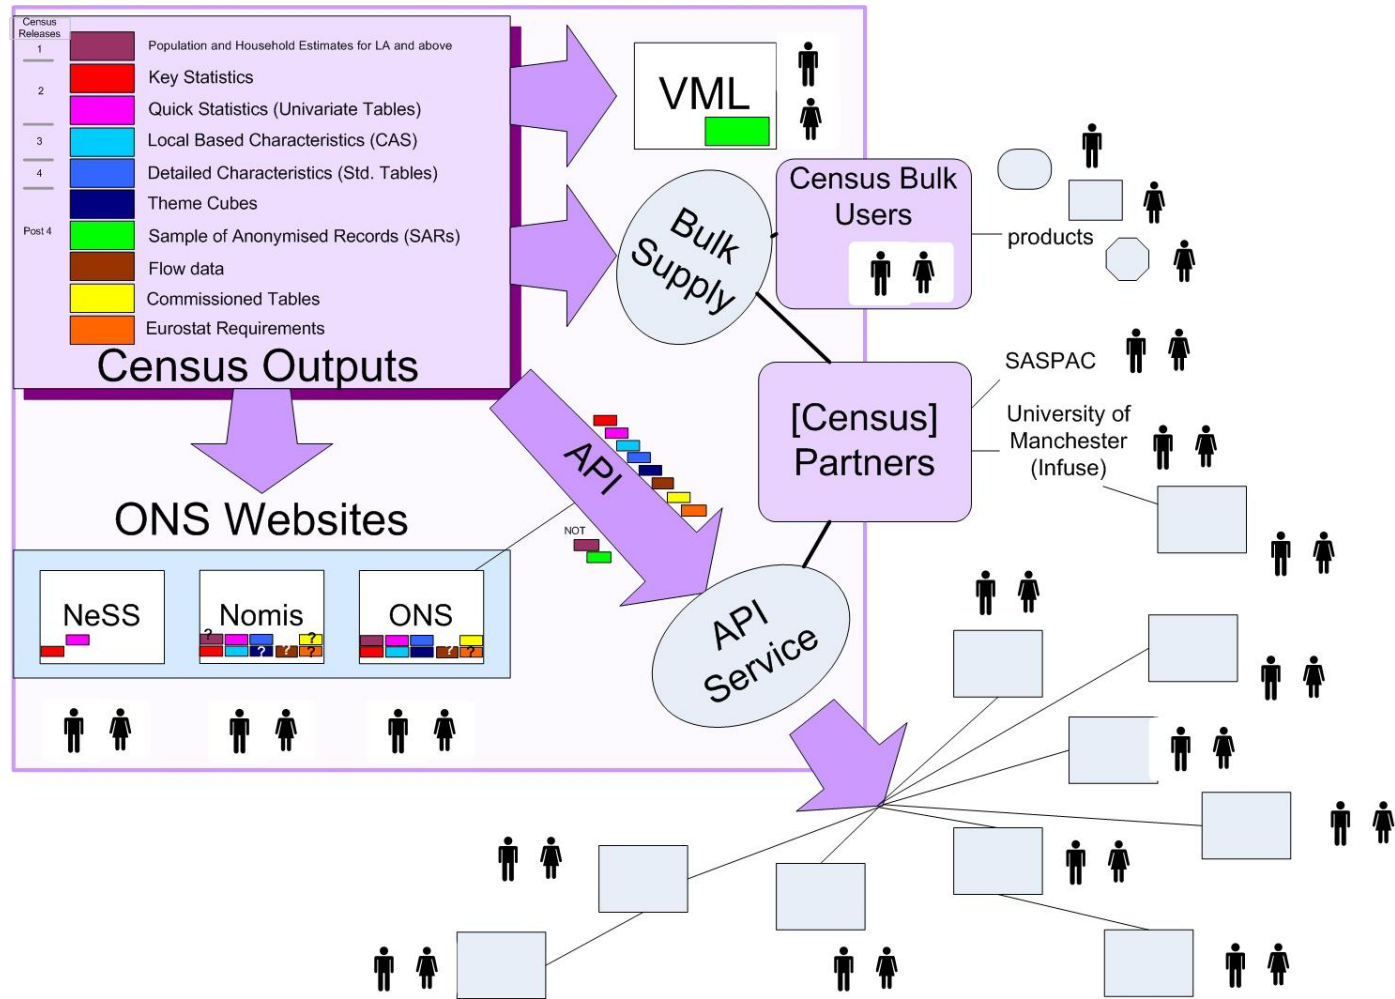 Census
Releases
1
Population and Household Estimates for LA and above
Key Statistics
2
Quick Statistics (Univariate Tables)
3
Local Based Characteristics (CAS)
4
Detailed Characteristics (Std. Tables)
Theme Cubes
Post 4
Sample of Anonymised Records (SARs)
Flow data
Commissioned Tables
Eurostat Requirements
Census Outputs
VML
Bulk
Supply
Census Bulk
Users
products
[Census]
Partners
SASPAC
University of
Manchester
(Infuse)
API
NOT
API
Service
ONS Websites
NeSS
Nomis
? ?
? ? ?
ONS
? ?